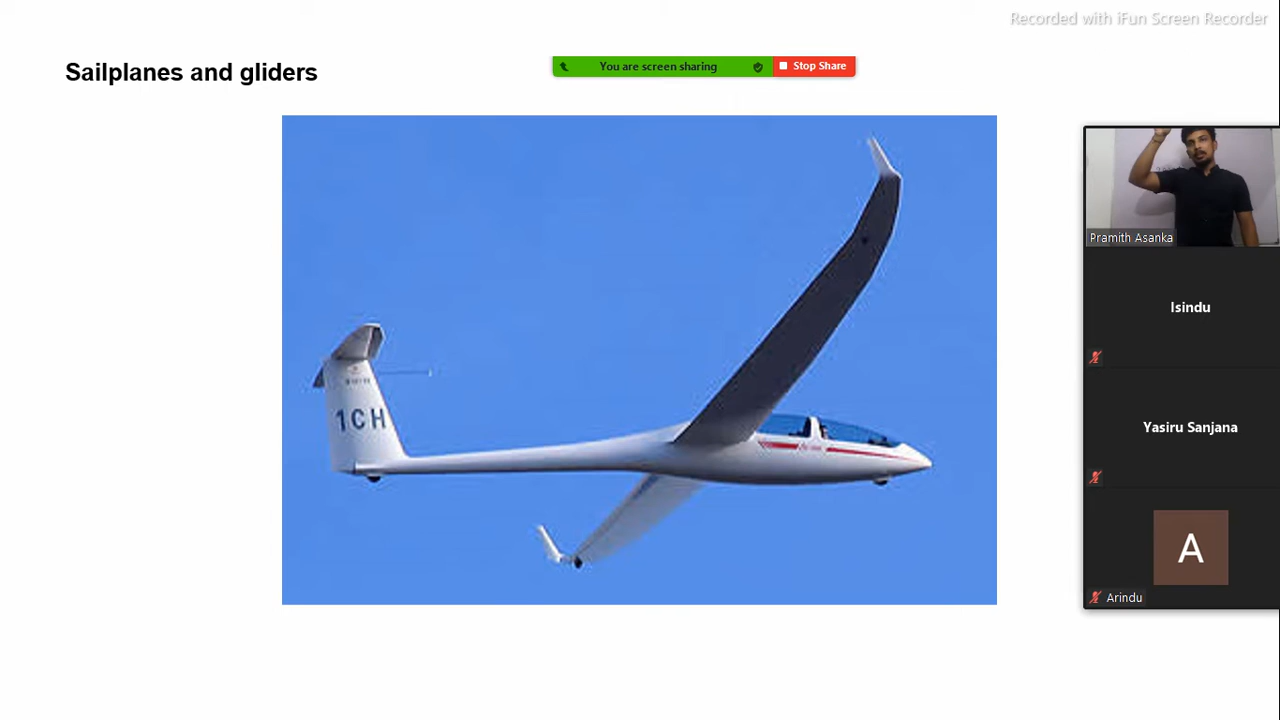 Recorded with iFun Screen Recorder
Sailplanes and gliders
You are screen sharing
Stop Share
1CH
Pramith Asanka
Isindu
Yasiru Sanjana
A
Arindu